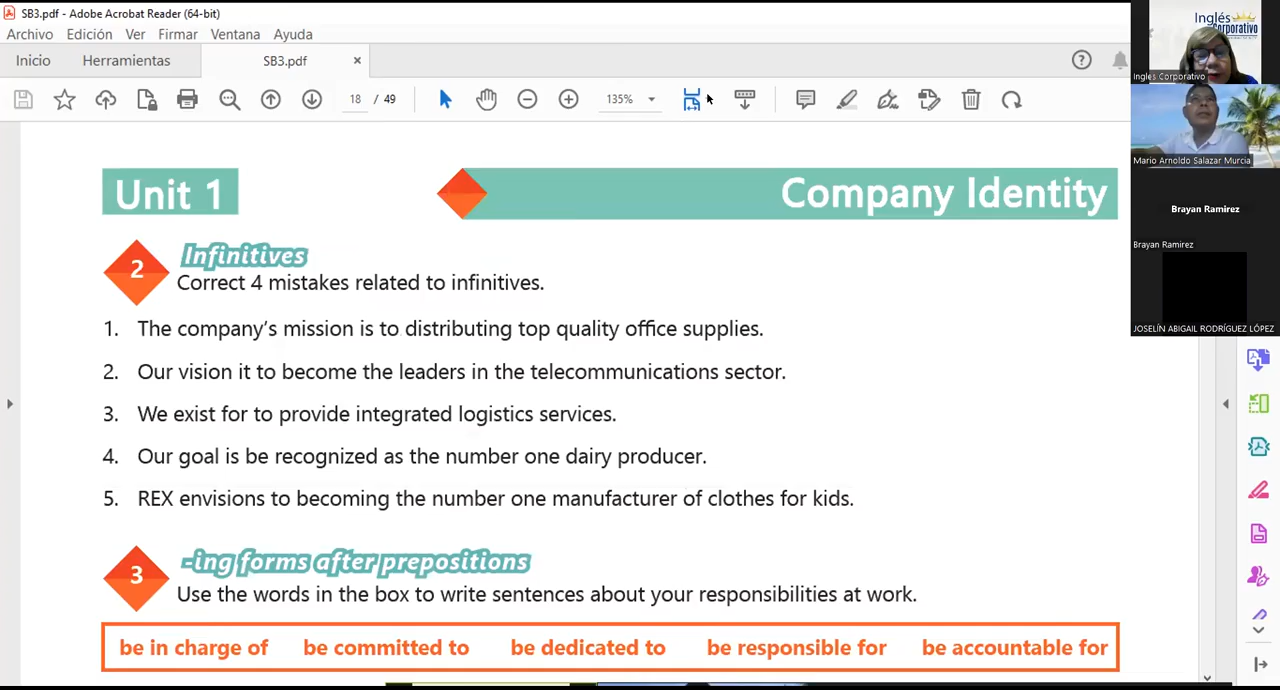 SB3.pdf - Adobe Acrobat Reader (64-bit)
Archivo Edición Ver Firmar Ventana Ayuda
Inicio Herramientas SB3.pdf ×
18 / 49 135%
Unit 1 Company Identity
2 Infinitives
Correct 4 mistakes related to infinitives.
1. The company's mission is to distributing top quality office supplies.
2. Our vision it to become the leaders in the telecommunications sector.
3. We exist for to provide integrated logistics services.
4. Our goal is be recognized as the number one dairy producer.
5. REX envisions to becoming the number one manufacturer of clothes for kids.
3 -ing forms after prepositions
Use the words in the box to write sentences about your responsibilities at work.
be in charge of be committed to be dedicated to be responsible for be accountable for
Inglés
Corporativo
Ingles Corporativo
Mario Arnoldo Salazar Murcia
Brayan Ramirez
Brayan Ramirez
JOSELÍN ABIGAIL RODRÍGUEZ LÓPEZ